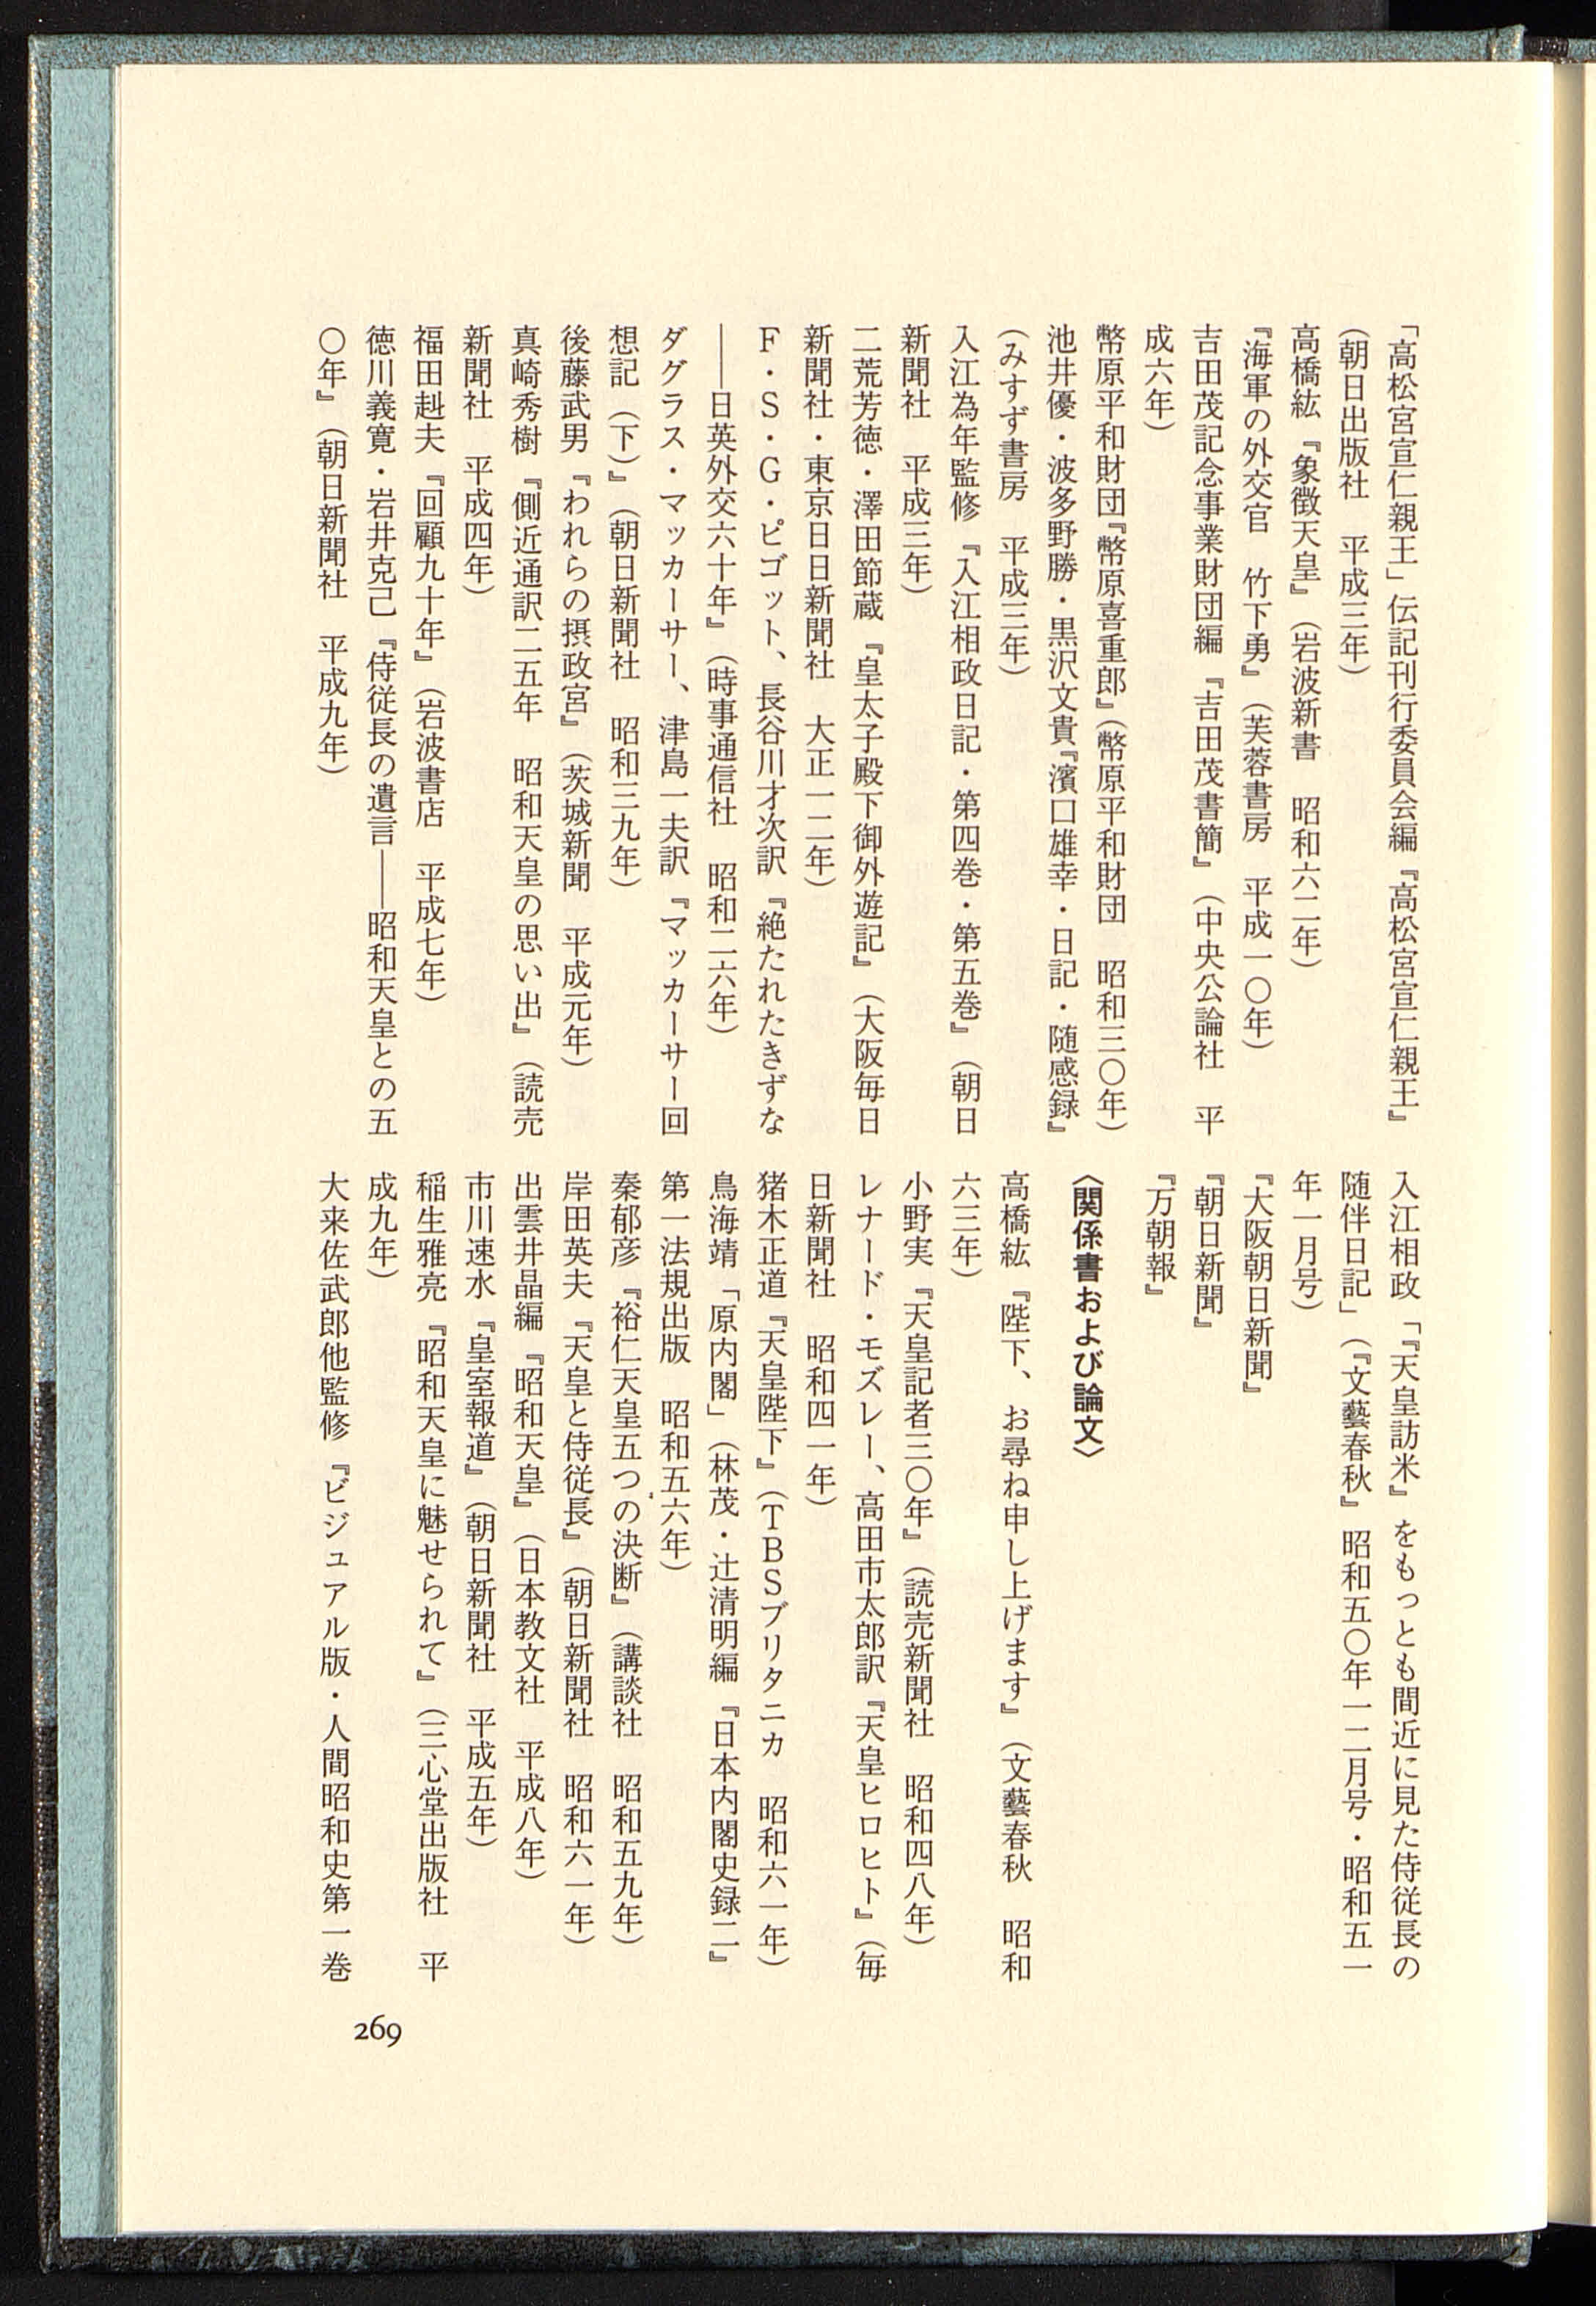 「高松宮宣仁親王」伝記刊行委員会編『高松宮宣仁親王』
（朝日出版社　平成三年）
高橋紘『象徴天皇』（岩波新書　昭和六二年）
『海軍の外交官　竹下勇』（芙蓉書房　平成一〇年）
吉田茂記念事業財団編『吉田茂書簡』（中央公論社　平
成六年）
幣原平和財団『幣原喜重郎』（幣原平和財団　昭和三〇年）
池井優・波多野勝・黒沢文貴『濱口雄幸・日記・随感録』
（みすず書房　平成三年）
入江為年監修『入江相政日記・第四巻・第五巻』（朝日
新聞社　平成三年）
二荒芳徳・澤田節蔵『皇太子殿下御外遊記』（大阪毎日
新聞社・東京日日新聞社　大正一二年）
F・S・G・ピゴット、長谷川才次訳『絶たれたきずな
――日英外交六十年』（時事通信社　昭和二六年）
ダグラス・マッカーサー、津島一夫訳『マッカーサー回
想記（下）』（朝日新聞社　昭和三九年）
後藤武男『われらの摂政宮』（茨城新聞　平成元年）
真崎秀樹『側近通訳二五年　昭和天皇の思い出』（読売
新聞社　平成四年）
福田赳夫『回顧九十年』（岩波書店　平成七年）
徳川義寛・岩井克己『侍従長の遺言――昭和天皇との五
〇年』（朝日新聞社　平成九年）
入江相政「『天皇訪米』をもっとも間近に見た侍従長の
随伴日記」（『文藝春秋』昭和五〇年一二月号・昭和五一
年一月号）
『大阪朝日新聞』
『朝日新聞』
『万朝報』
〈関係書および論文〉
高橋紘『陛下、お尋ね申し上げます』（文藝春秋　昭和
六三年）
小野実『天皇記者三〇年』（読売新聞社　昭和四八年）
レナード・モズレー、高田市太郎訳『天皇ヒロヒト』（毎
日新聞社　昭和四一年）
猪木正道『天皇陛下』（TBSブリタニカ　昭和六一年）
鳥海靖「原内閣」（林茂・辻清明編『日本内閣史録二』
第一法規出版　昭和五六年）
秦郁彦『裕仁天皇五つの決断』（講談社　昭和五九年）
岸田英夫『天皇と侍従長』（朝日新聞社　昭和六一年）
出雲井晶編『昭和天皇』（日本教文社　平成八年）
市川速水『皇室報道』（朝日新聞社　平成五年）
稲生雅亮『昭和天皇に魅せられて』（三心堂出版社　平
成九年）
大来佐武郎他監修『ビジュアル版・人間昭和史第一巻
269